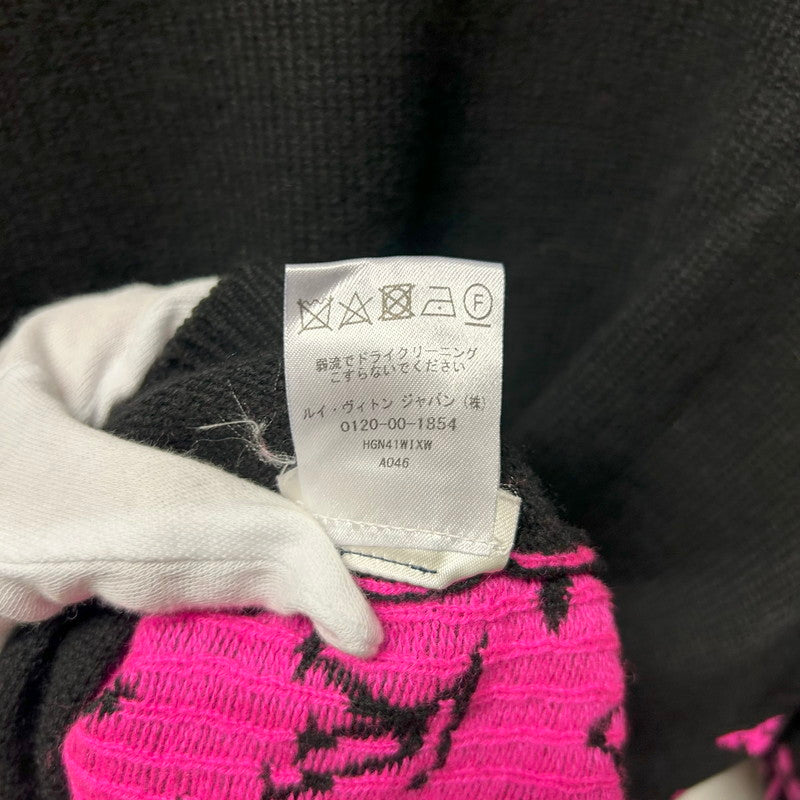 F
弱流でドライクリーニング
こすらないでください
ルイ・ヴィトン ジャパン (株)
0120-00-1854
HGN41WIXW
A046